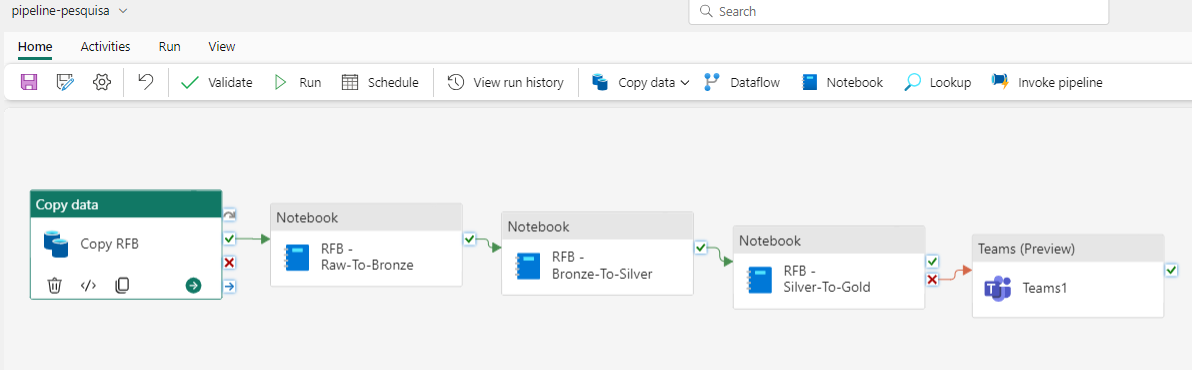 pipeline-pesquisa
Search
Home Activities Run View
Validate Run Schedule View run history Copy data Dataflow Notebook Lookup Invoke pipeline
Copy data
Copy RFB
Notebook
RFB -
Raw-To-Bronze
Notebook
RFB -
Bronze-To-Silver
Notebook
RFB -
Silver-To-Gold
Teams (Preview)
Teams1